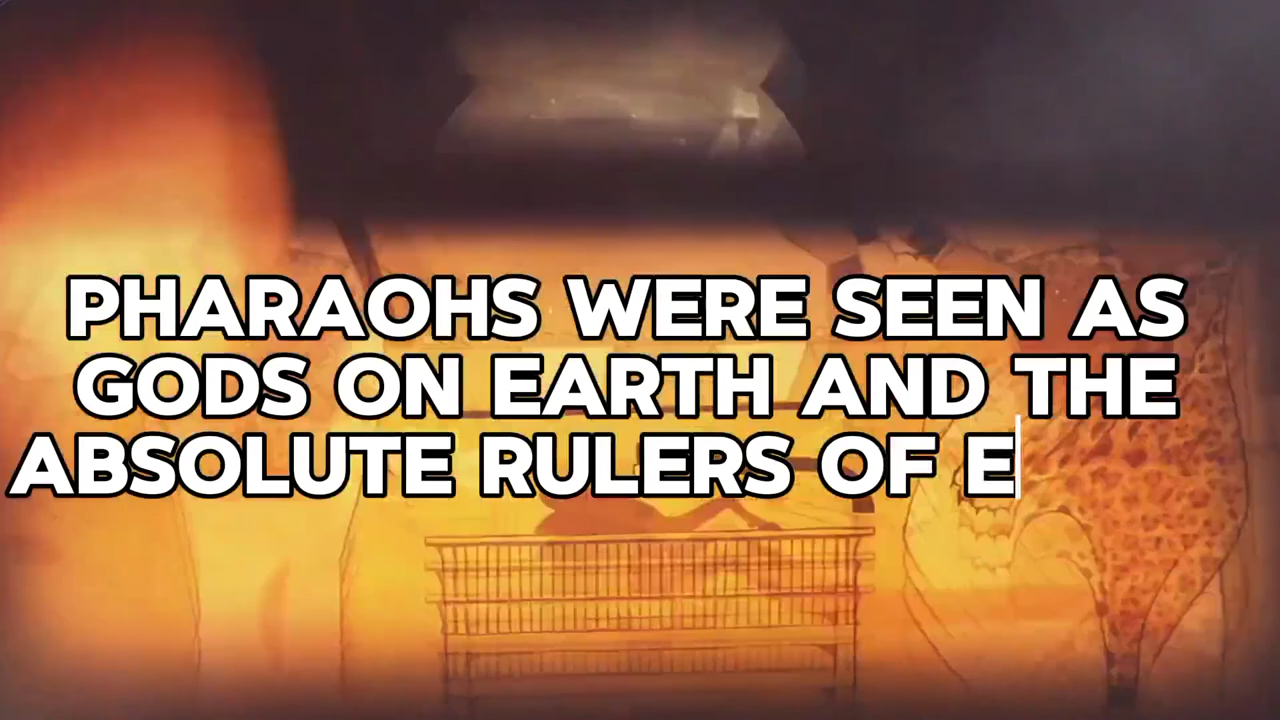 PHARAOHS WERE SEEN AS
GODS ON EARTH AND THE
ABSOLUTE RULERS OF E